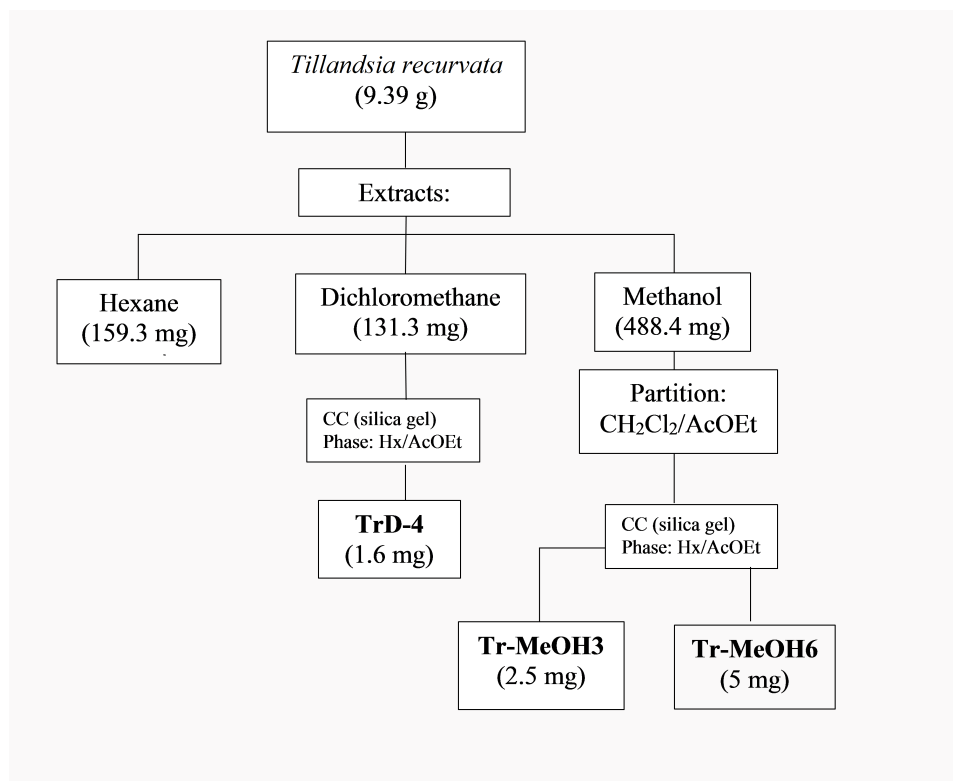 Tillandsia recurvata
(9.39 g)
Extracts:
Hexane
(159.3 mg)
Dichloromethane
(131.3 mg)
Methanol
(488.4 mg)
Partition:
CH₂Cl₂/AcOEt
CC (silica gel)
Phase: Hx/AcOEt
TrD-4
(1.6 mg)
CC (silica gel)
Phase: Hx/AcOEt
Tr-MeOH3
(2.5 mg)
Tr-MeOH6
(5 mg)